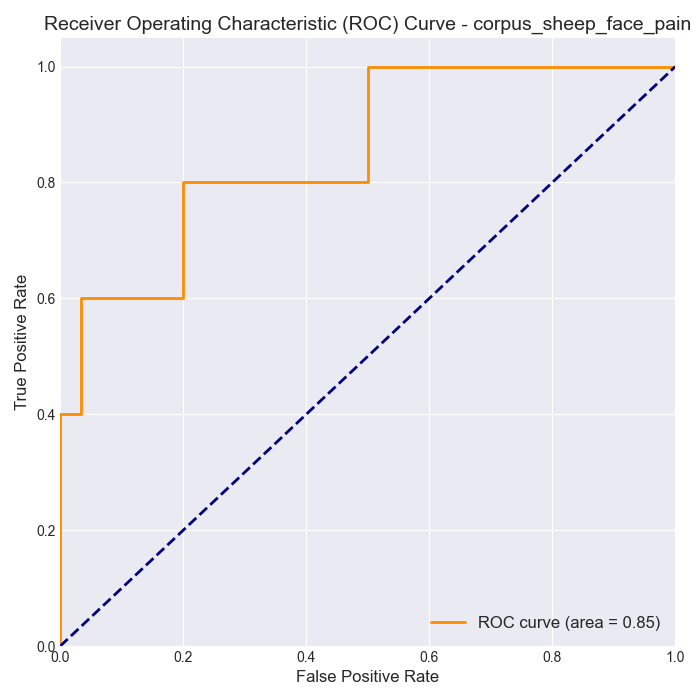 Receiver Operating Characteristic (ROC) Curve - corpus_sheep_face_pain
True Positive Rate
1.0
0.8
0.6
0.4
0.2
0.0
0.0 0.2 0.4 0.6 0.8 1.0
False Positive Rate
ROC curve (area = 0.85)